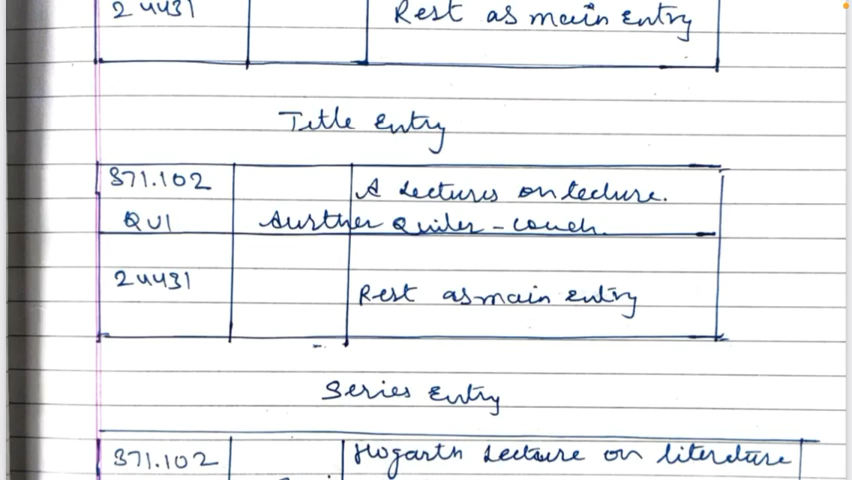 24431 Rest as main entry
Title Entry
371.102 A Lectures on lecture.
QUI Aurther Quiler - couch.
24431 Rest as main entry
Series Entry
371.102 Hogarth Lecture on literature